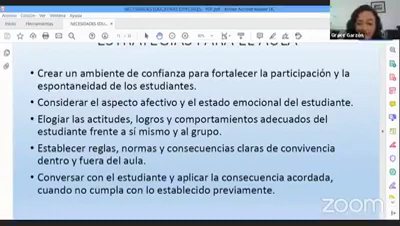 Inicio
Herramientas
ESTRATEGIAS PARA EL AULA
Grace Garzón
• Crear un ambiente de confianza para fortalecer la participación y la
espontaneidad de los estudiantes.
• Considerar el aspecto afectivo y el estado emocional del estudiante.
• Elogiar las actitudes, logros y comportamientos adecuados del
estudiante frente a sí mismo y al grupo.
• Establecer reglas, normas y consecuencias claras de convivencia
dentro y fuera del aula.
• Conversar con el estudiante y aplicar la consecuencia acordada,
cuando no cumpla con lo establecido previamente.
zoom